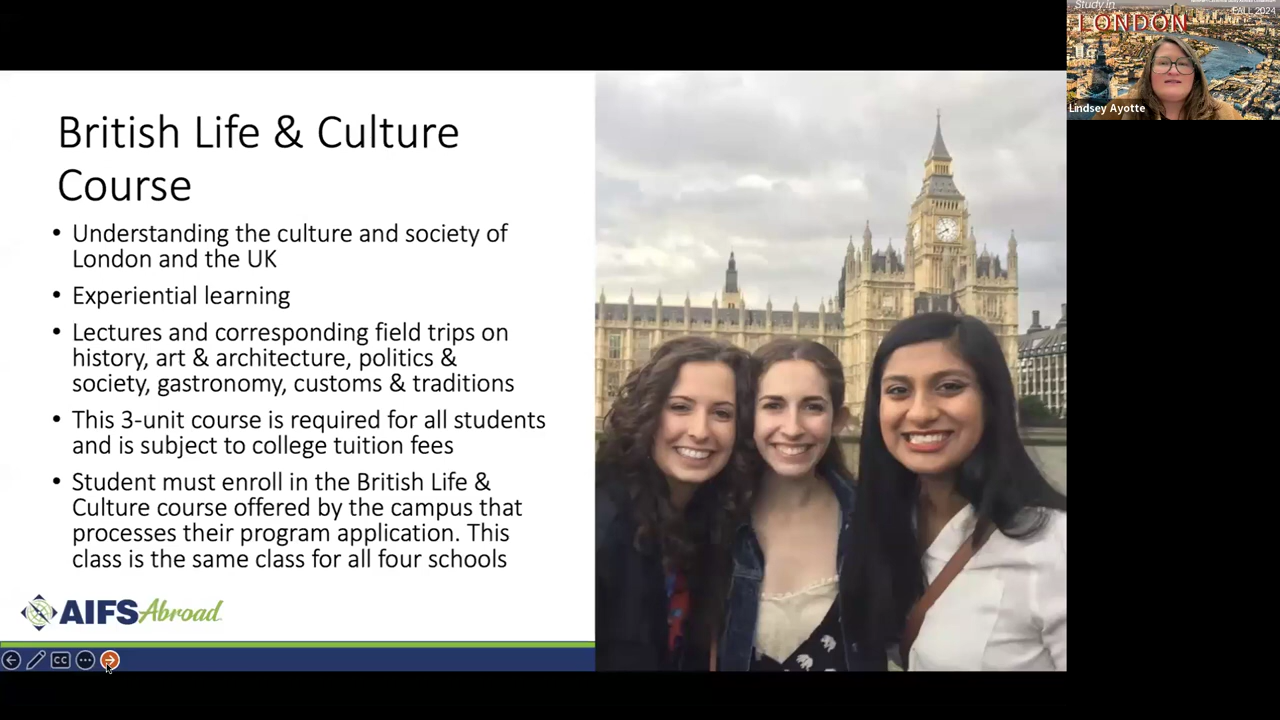 British Life & Culture
Course
• Understanding the culture and society of
London and the UK
• Experiential learning
• Lectures and corresponding field trips on
history, art & architecture, politics &
society, gastronomy, customs & traditions
• This 3-unit course is required for all students
and is subject to college tuition fees
• Student must enroll in the British Life &
Culture course offered by the campus that
processes their program application. This
class is the same class for all four schools
AIFS Abroad
CC
Study in
FALL 2024
LONDON
Lindsey Ayotte